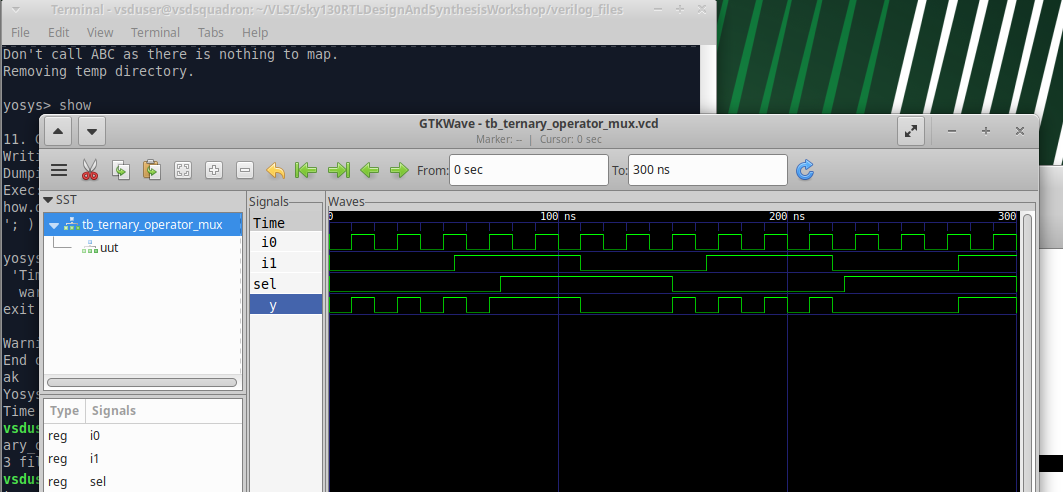 Terminal - vsduser@vsdsquadron: ~/VLSI/sky130RTLDesignAndSynthesisWorkshop/verilog_files
File Edit View Terminal Tabs Help
Don't call ABC as there is nothing to map.
Removing temp directory.
yosys> show
GTKWave - tb_ternary_operator_mux.vcd
Marker: -- | Cursor: 0 sec
11. G
Writi
Dumpi
Exec:
how.d
'; )
yosys
'Tim
war
exit
Warni
End o
ak
Yosys
Time
vsdus
ary_o
3 fil
vsdus
From: 0 sec To: 300 ns
SST
tb_ternary_operator_mux
uut
Type Signals
reg i0
reg i1
reg sel
Signals
Time
i0
i1
sel
y
Waves
0 100 ns 200 ns 300